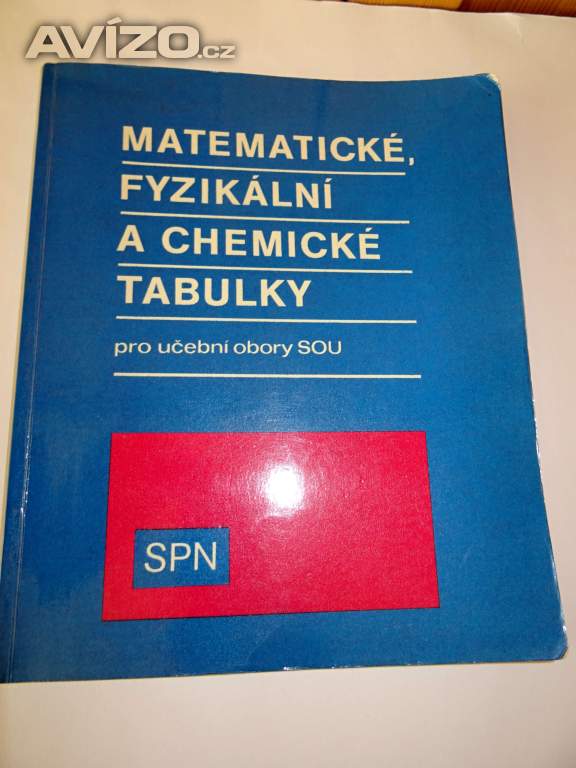 AVÍZO.cz
MATEMATICKÉ,
FYZIKÁLNÍ
A CHEMICKÉ
TABULKY
pro učební obory SOU
SPN